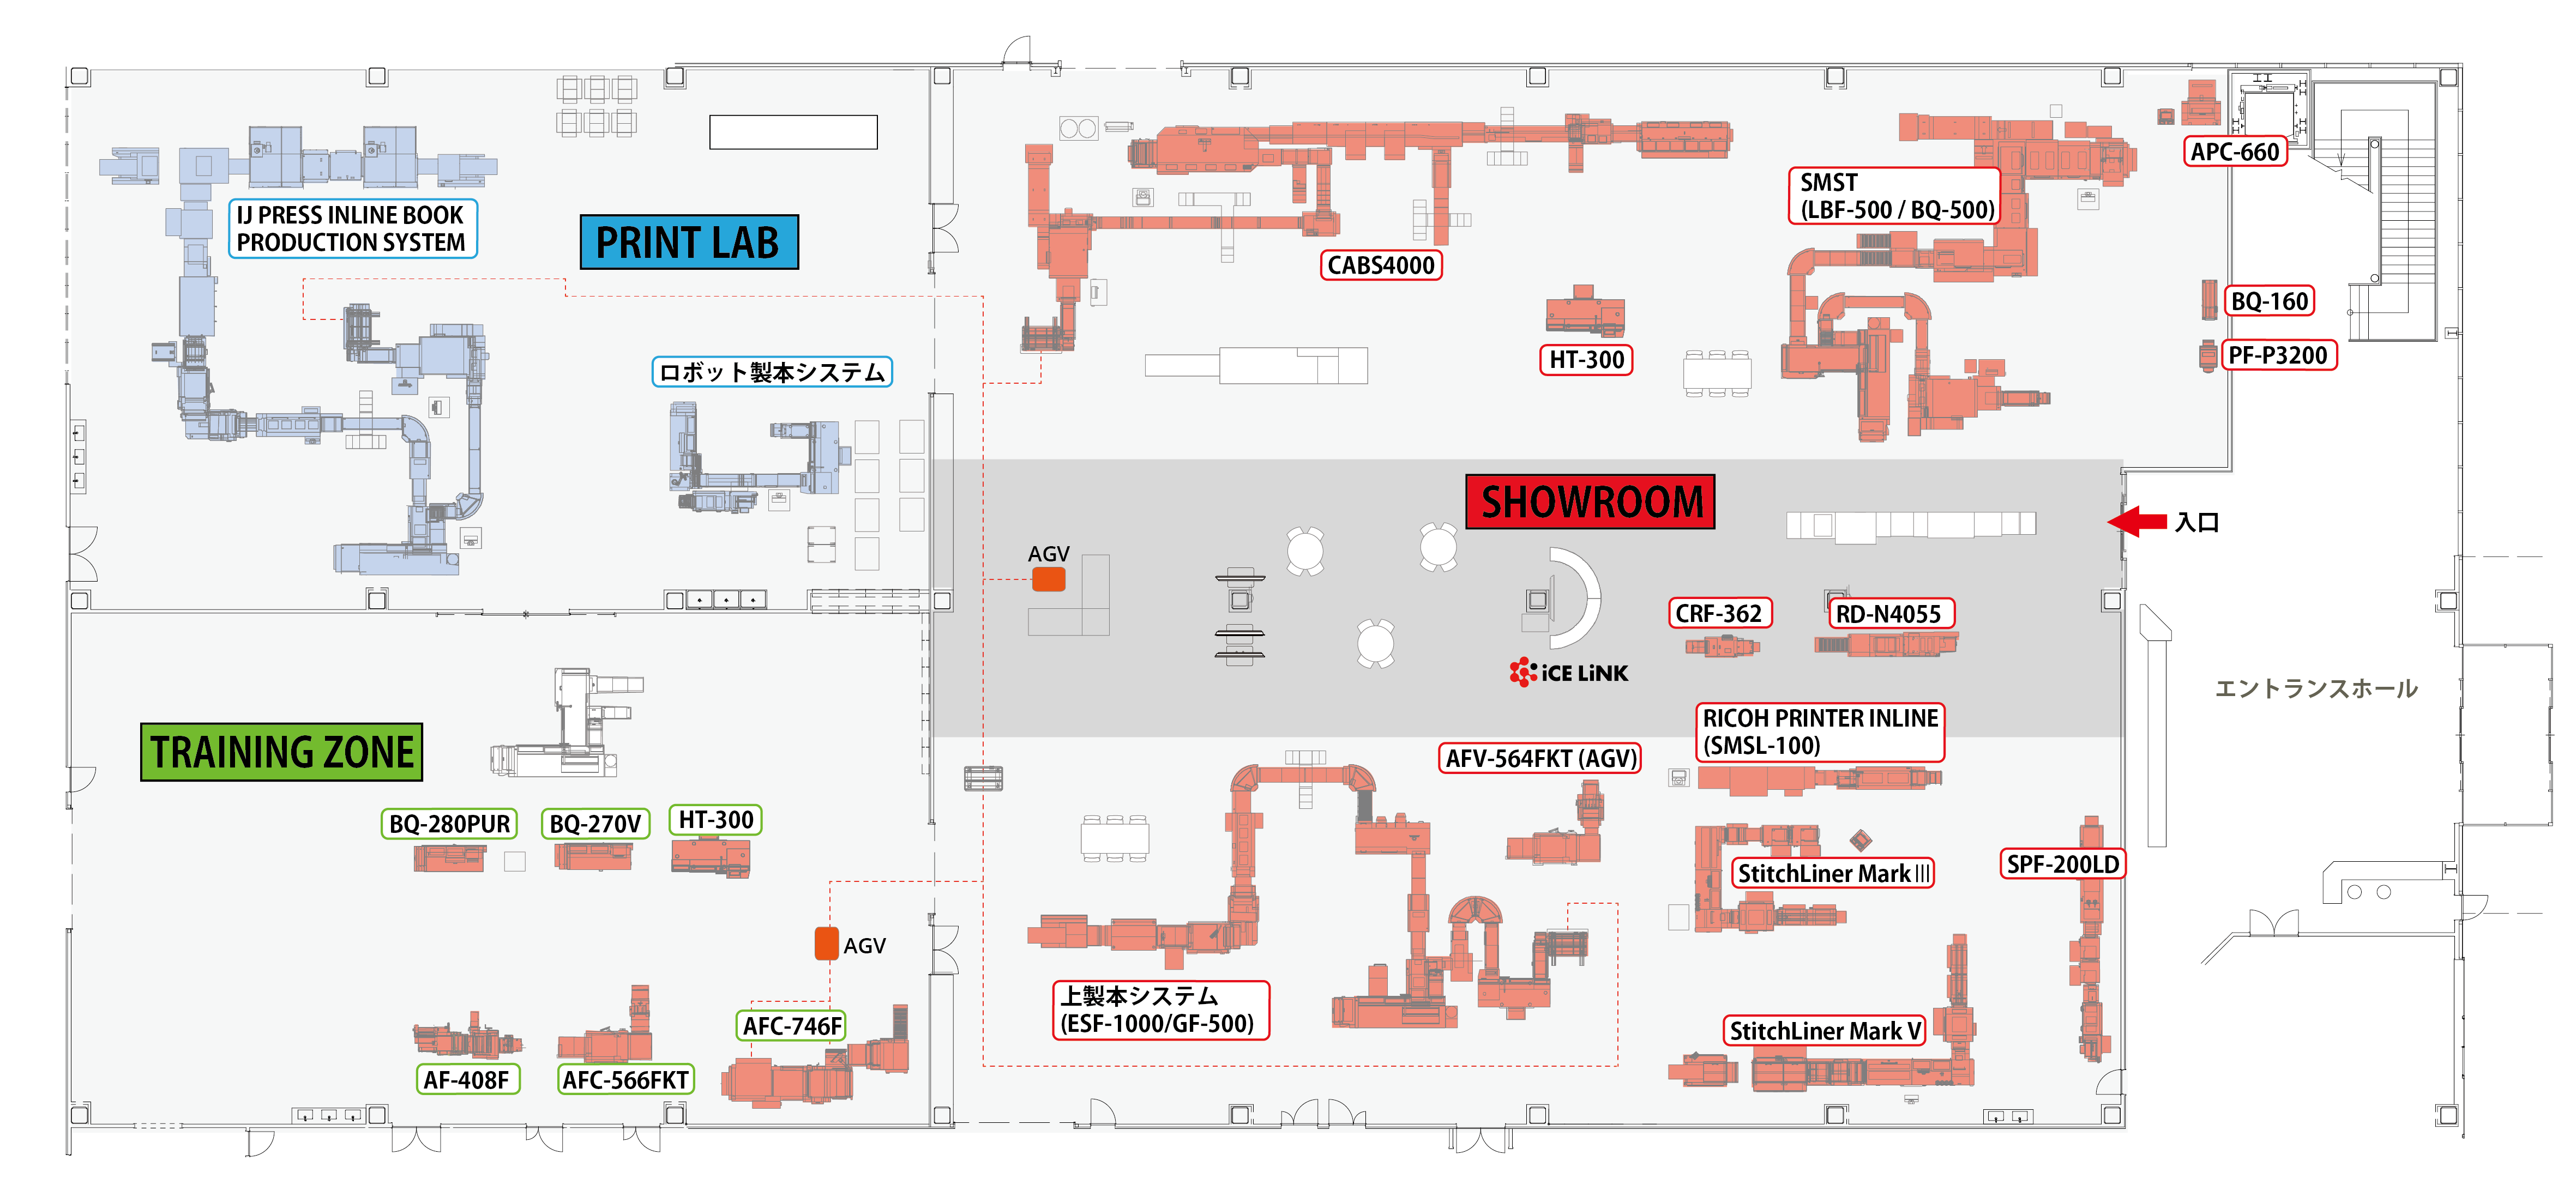 IJ PRESS INLINE BOOK
PRODUCTION SYSTEM
PRINT LAB
ロボット製本システム
CABS4000
HT-300
SMST
(LBF-500 / BQ-500)
APC-660
BQ-160
PF-P3200
SHOWROOM
入口
AGV
CRF-362
RD-N4055
iCE LiNK
エントランスホール
TRAINING ZONE
BQ-280PUR
BQ-270V
HT-300
AGV
AF-408F
AFC-566FKT
AFC-746F
AFV-564FKT (AGV)
RICOH PRINTER INLINE
(SMSL-100)
StitchLiner MarkⅢ
SPF-200LD
上製本システム
(ESF-1000/GF-500)
StitchLiner Mark V